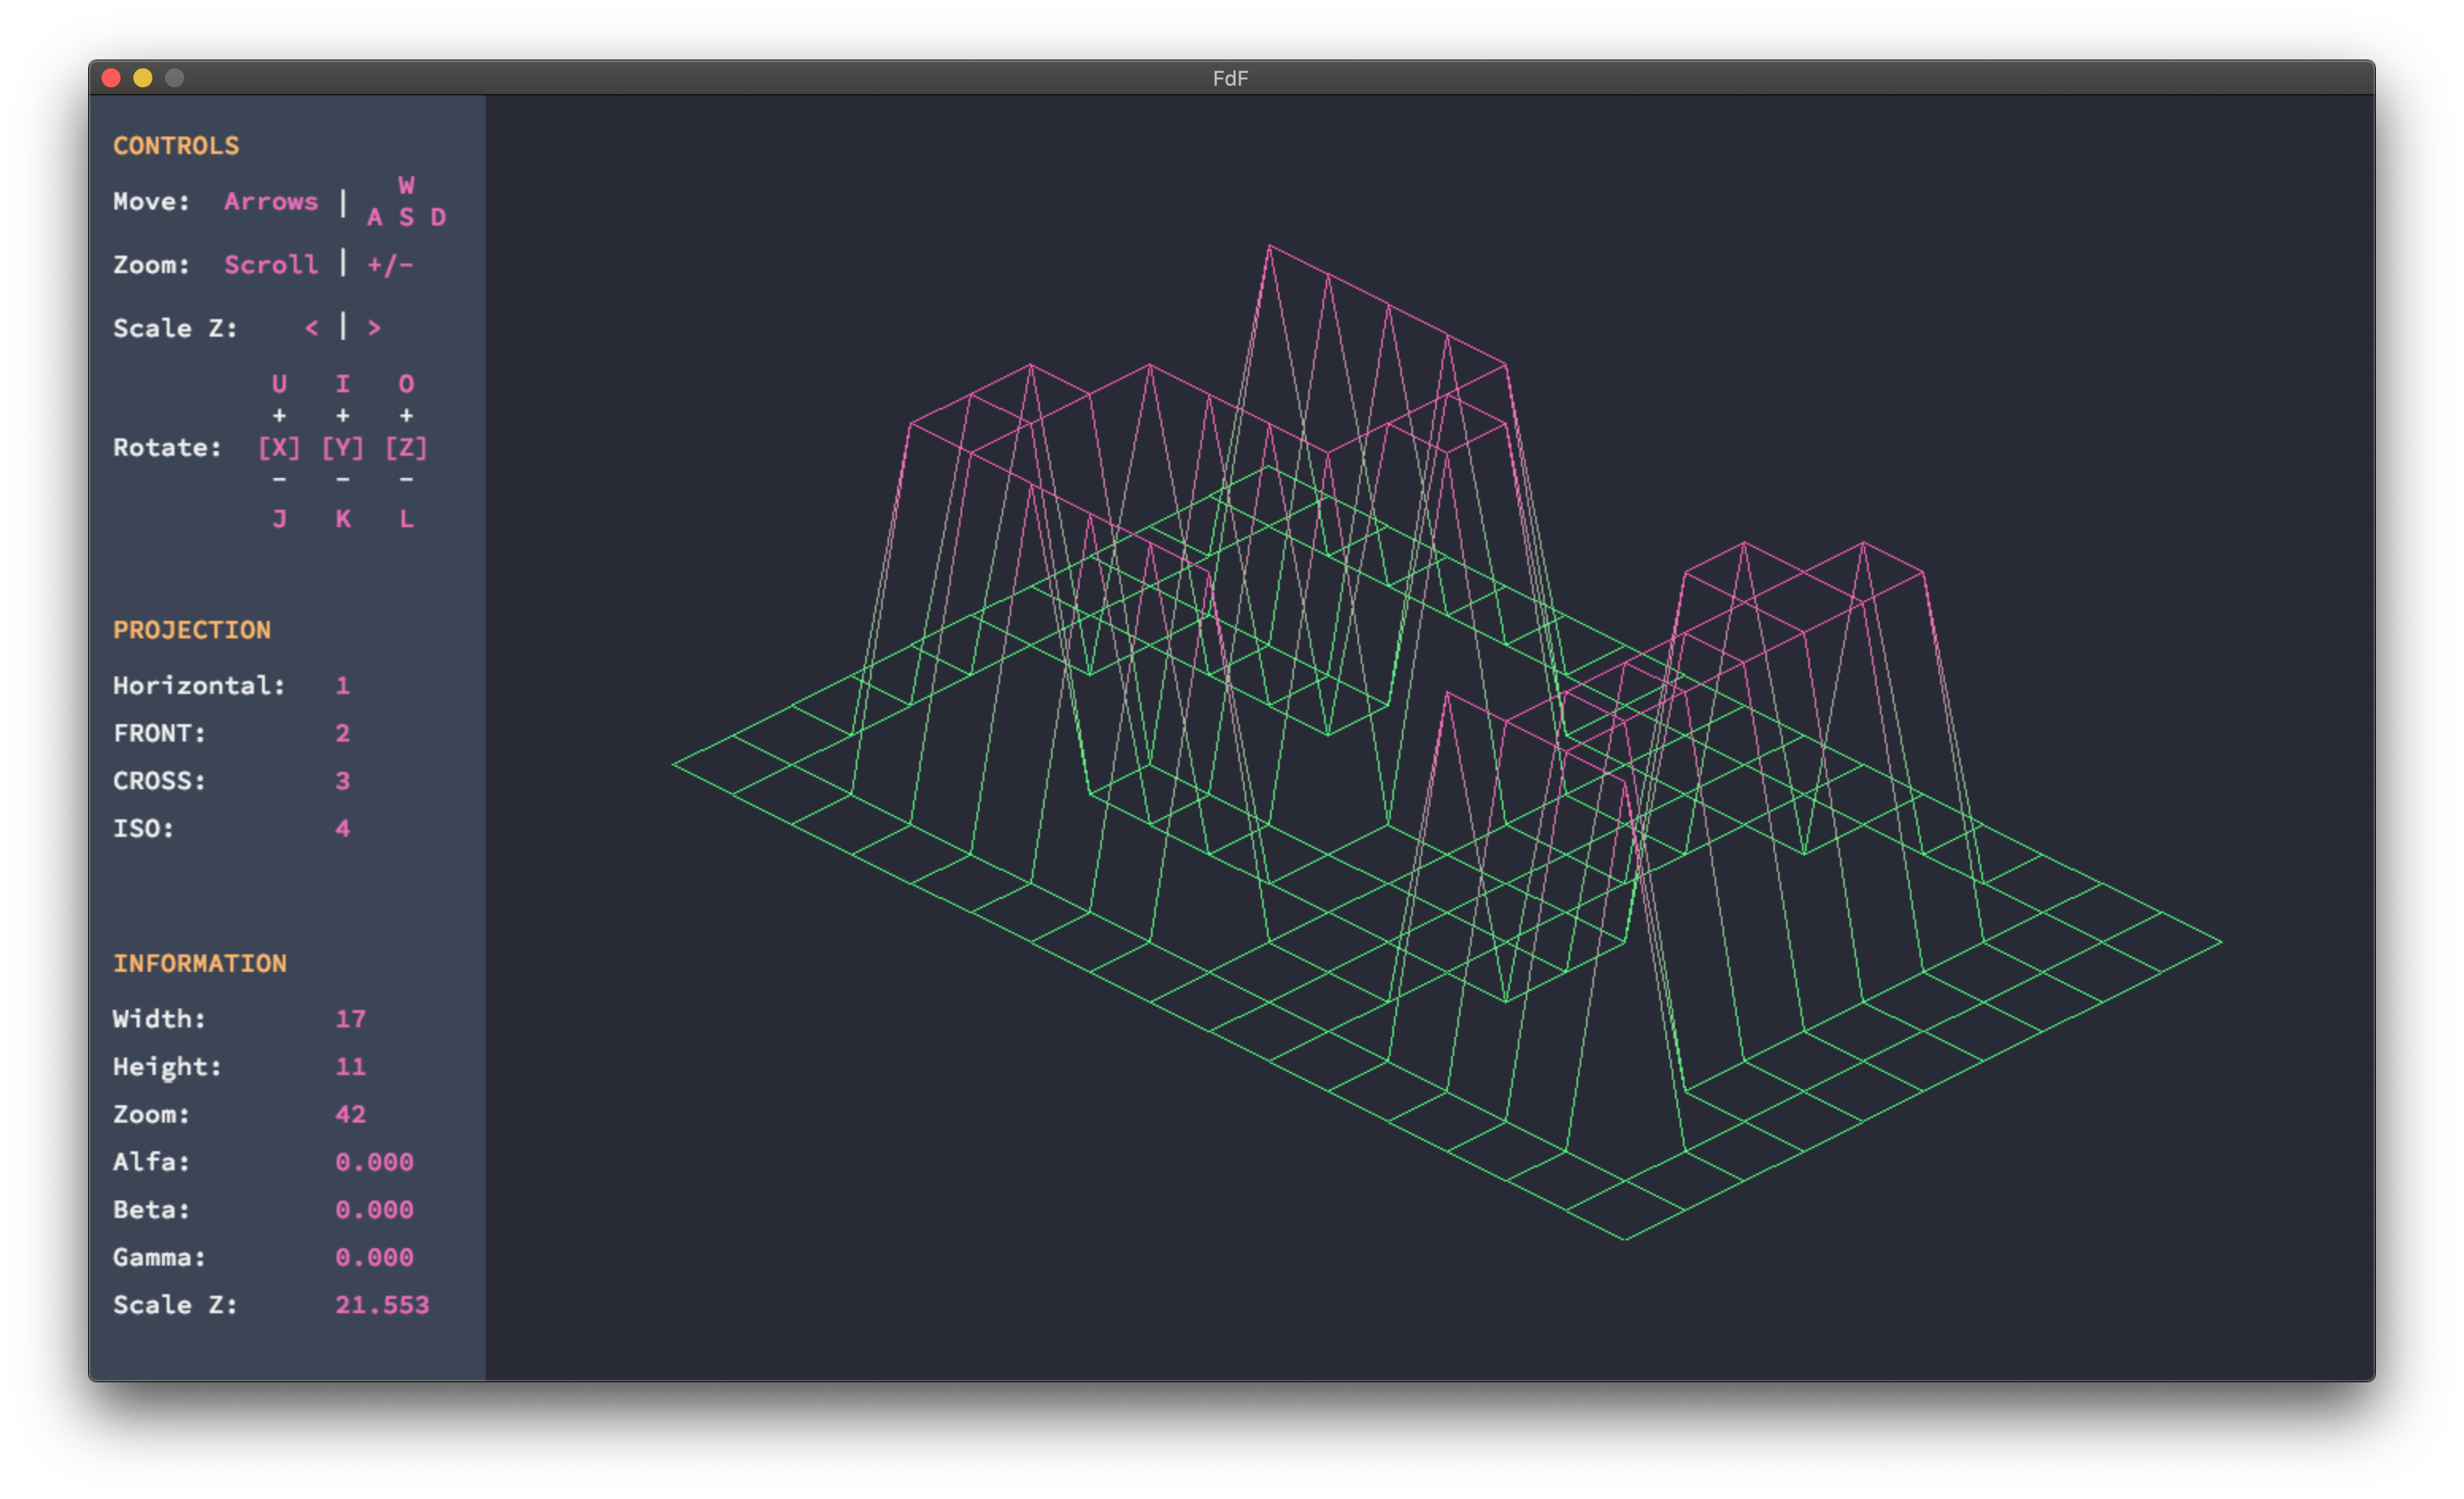 FdF
CONTROLS
W
Move: Arrows |
A S D
Zoom: Scroll | +/-
Scale Z: < | >
U I O
+ + +
Rotate: [X] [Y] [Z]
- - -
J K L
PROJECTION
Horizontal: 1
FRONT: 2
CROSS: 3
ISO: 4
INFORMATION
Width: 17
Height: 11
Zoom: 42
Alfa: 0.000
Beta: 0.000
Gamma: 0.000
Scale Z: 21.553